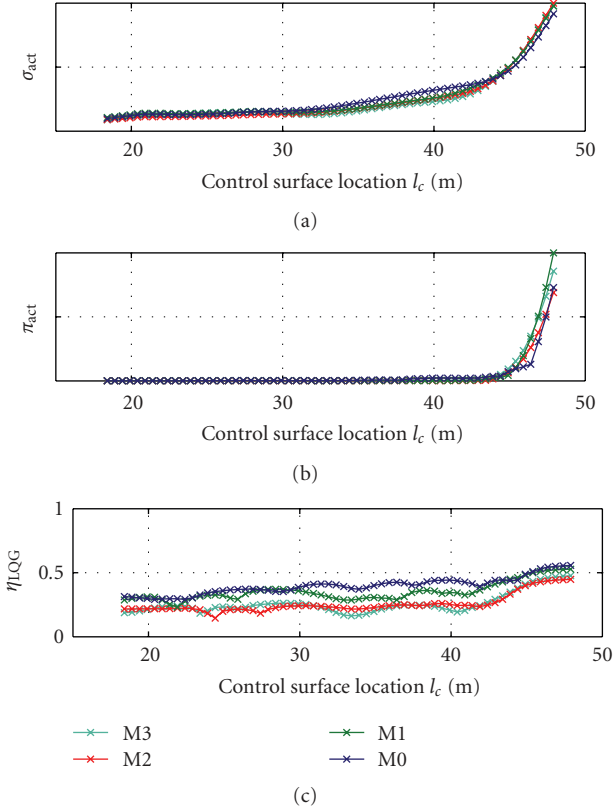 σact
20 30 40 50
Control surface location lc (m)
(a)
πact
20 30 40 50
Control surface location lc (m)
(b)
1
0.5
0
ηLQG
20 30 40 50 60
Control surface location lc (m)
M3 M1
M2 M0
(c)